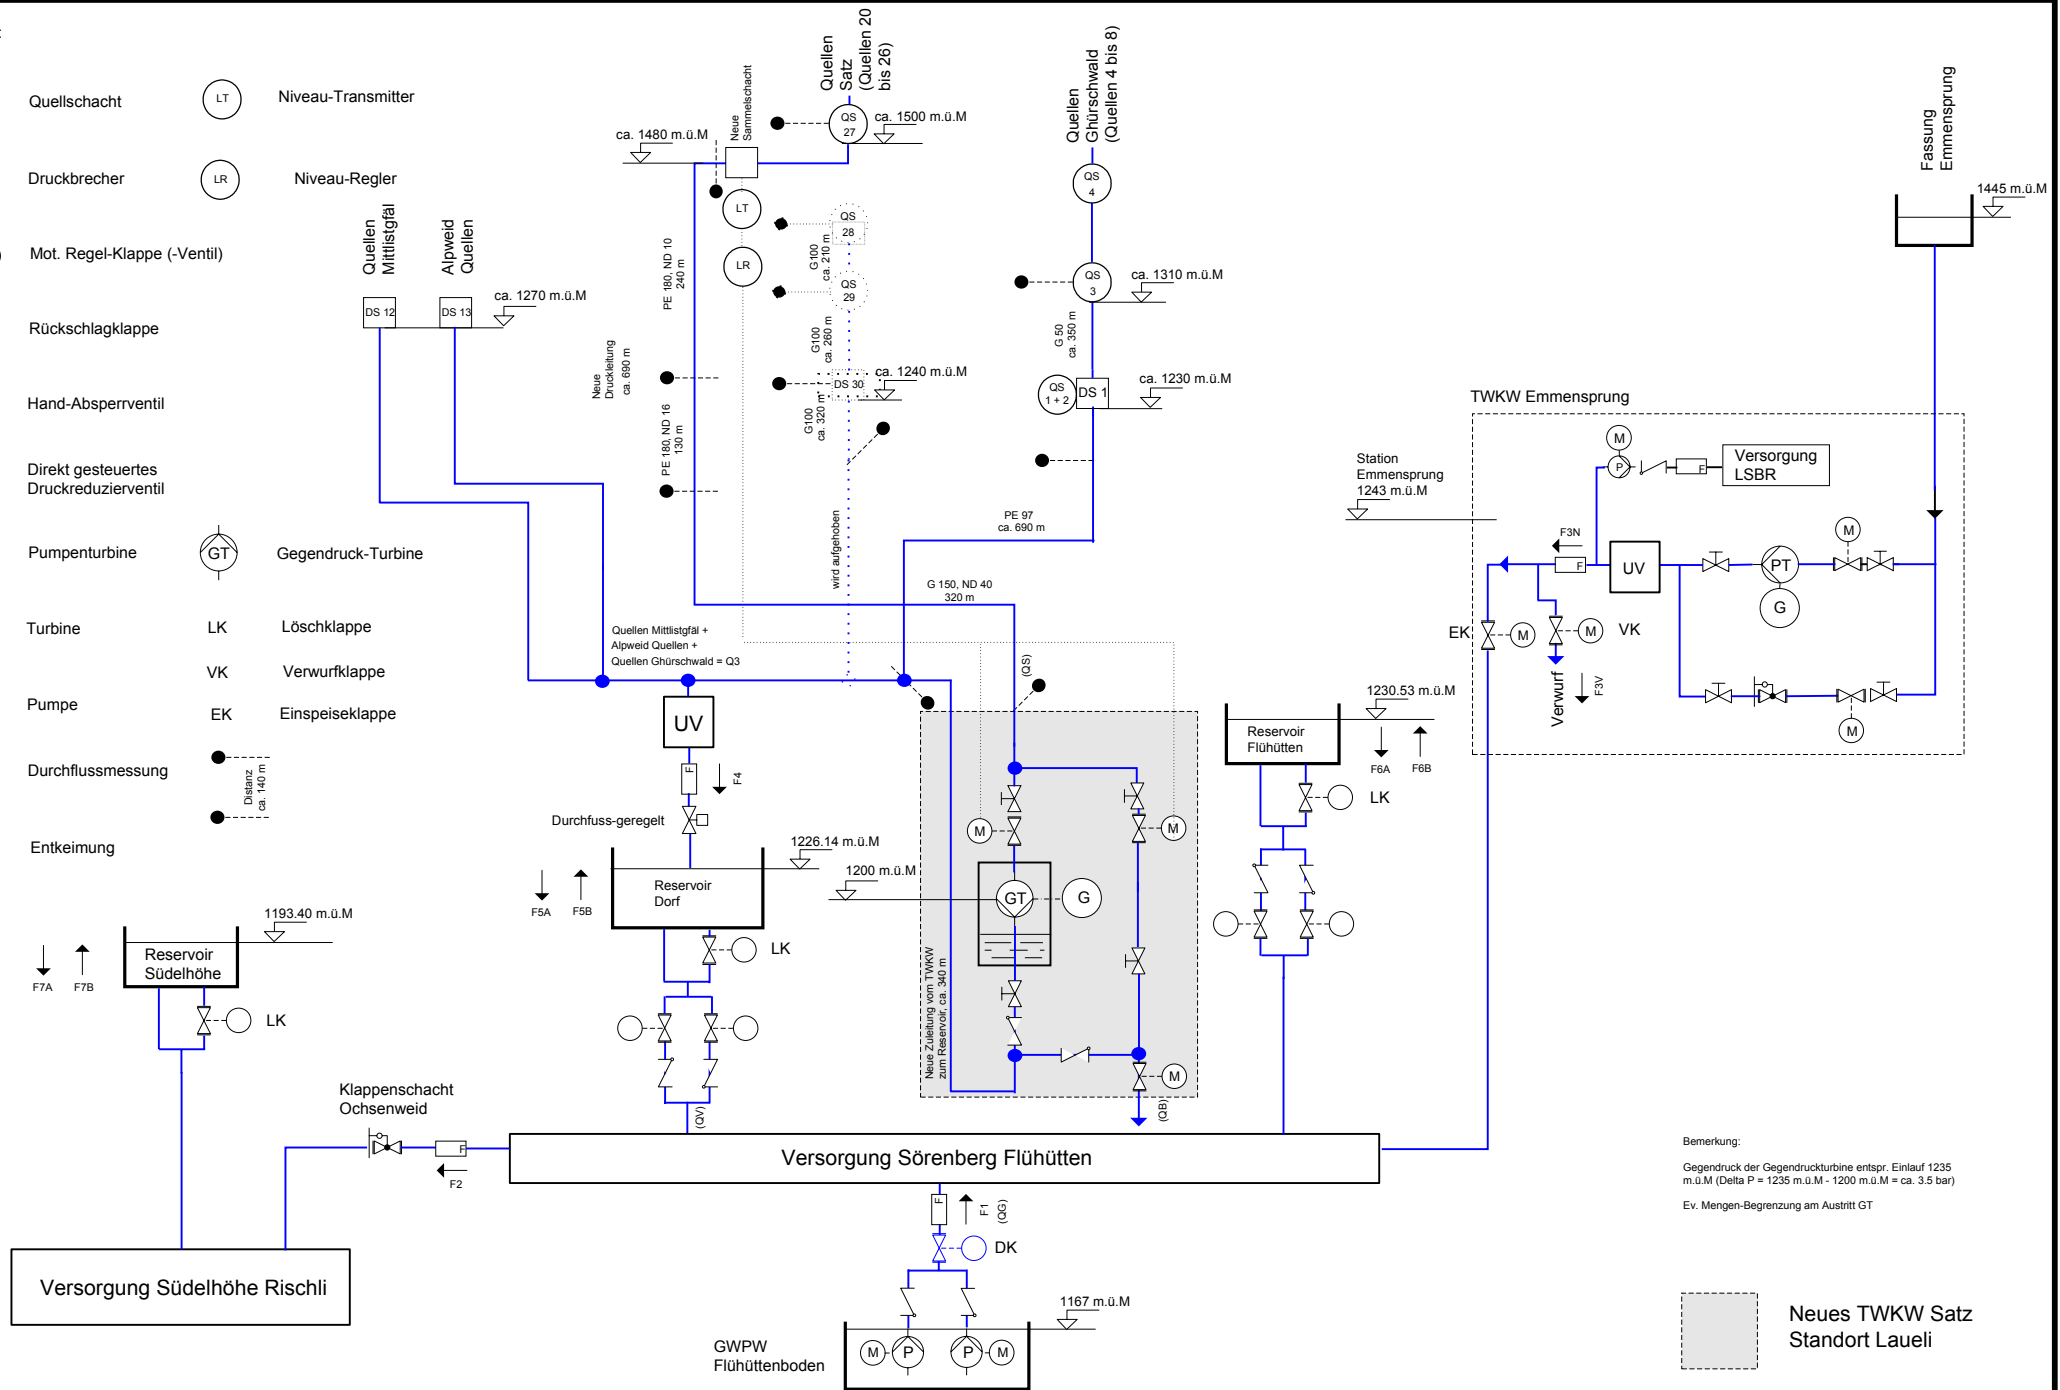 Quellschacht
LT
Niveau-Transmitter
Druckbrecher
LR
Niveau-Regler
Mot. Regel-Klappe (-Ventil)
Rückschlagklappe
Hand-Absperrventil
Direkt gesteuertes
Druckreduzierventil
Pumpenturbine
GT
Gegendruck-Turbine
Turbine
LK
Löschklappe
VK
Verwurfklappe
Pumpe
EK
Einspeiseklappe
Durchflussmessung
Distanz
ca. 140 m
Entkeimung
Quellen
Mittlistgfäl
Alpweid
Quellen
DS 12
DS 13
ca. 1270 m.ü.M
ca. 1480 m.ü.M
Neue
Sammelschacht
Quellen
Satz
(Quellen 20
bis 26)
QS
27
ca. 1500 m.ü.M
LT
LR
QS
28
G100
ca. 210 m
QS
29
G100
ca. 260 m
DS 30
ca. 1240 m.ü.M
G100
ca. 320 m
PE 180, ND 10
240 m
Neue
Druckleitung
ca. 690 m
PE 180, ND 16
130 m
wird aufgehoben
Quellen
Ghürschwald
(Quellen 4 bis 8)
QS
4
QS
3
ca. 1310 m.ü.M
G 50
ca. 350 m
QS
1 + 2
DS 1
ca. 1230 m.ü.M
PE 97
ca. 690 m
G 150, ND 40
320 m
Quellen Mittlistgfäl +
Alpweid Quellen +
Quellen Ghürschwald = Q3
UV
F
F4
Durchfuss-geregelt
1226.14 m.ü.M
Reservoir
Dorf
F5A
F5B
LK
(QV)
1193.40 m.ü.M
Reservoir
Südelhöhe
F7A
F7B
LK
Klappenschacht
Ochsenweid
F
F2
Versorgung Südelhöhe Rischli
Versorgung Sörenberg Flühütten
F
F1
(QG)
DK
1167 m.ü.M
GWPW
Flühüttenboden
M
P
P
M
(QS)
M
M
1200 m.ü.M
GT
G
Neue Zuleitung vom TWKW
zum Reservoir, ca. 340 m
M
(QB)
1230.53 m.ü.M
Reservoir
Flühütten
F6A
F6B
LK
Fassung
Emmensprung
1445 m.ü.M
TWKW Emmensprung
Station
Emmensprung
1243 m.ü.M
M
P
F
Versorgung
LSBR
F3N
F
UV
PT
G
M
EK
M
M
VK
Verwurf
F3V
M
Bemerkung:
Gegendruck der Gegendruckturbine entspr. Einlauf 1235
m.ü.M (Delta P = 1235 m.ü.M - 1200 m.ü.M = ca. 3.5 bar)
Ev. Mengen-Begrenzung am Austritt GT
Neues TWKW Satz
Standort Laueli